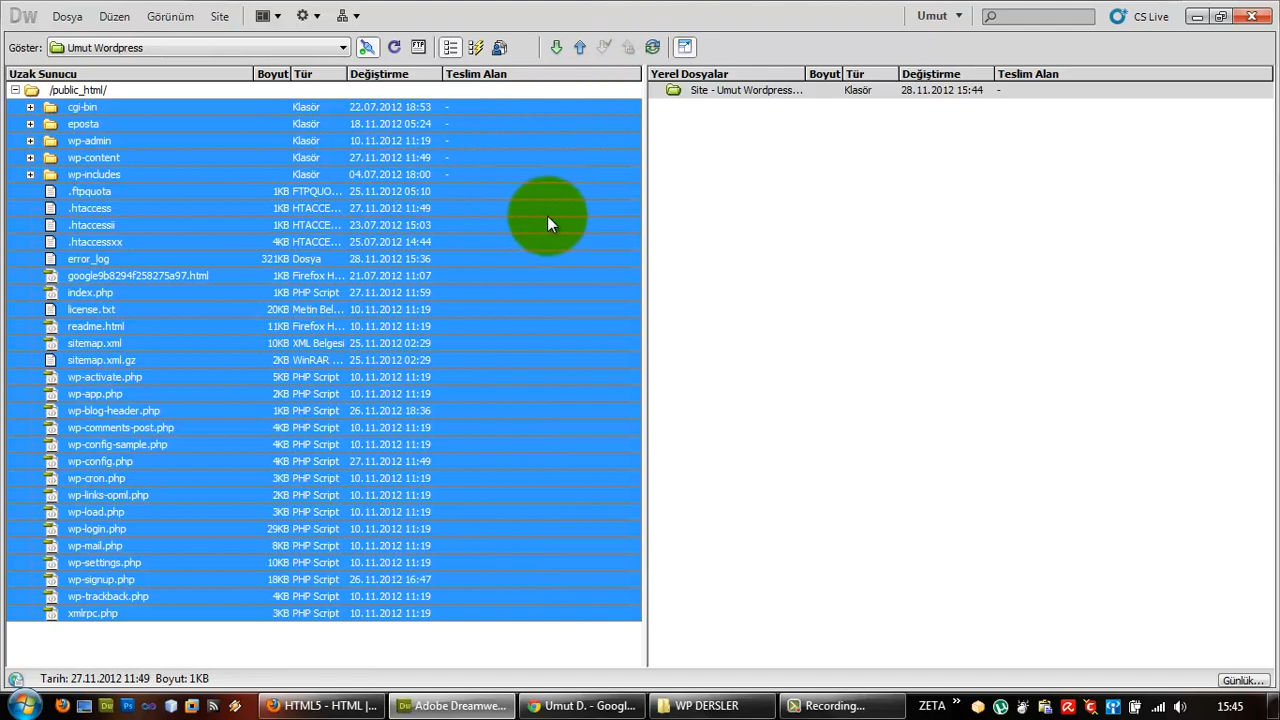 Dw Dosya Düzen Görünüm Site Umut CS Live
Göster: Umut Wordpress
Uzak Sunucu Boyut Tür Değiştirme Teslim Alan
/public_html/
cgi-bin Klasör 22.07.2012 18:53 -
eposta Klasör 18.11.2012 05:24 -
wp-admin Klasör 10.11.2012 11:19 -
wp-content Klasör 27.11.2012 11:49 -
wp-includes Klasör 04.07.2012 18:00 -
.ftpquota 1KB FTPQUO... 25.11.2012 05:10
.htaccess 1KB HTACCE... 27.11.2012 11:49
.htaccessii 1KB HTACCE... 23.07.2012 15:03
.htaccessxx 4KB HTACCE... 25.07.2012 14:44
error_log 321KB Dosya 28.11.2012 15:36
google9b8294f258275a97.html 1KB Firefox H... 21.07.2012 11:07
index.php 1KB PHP Script 27.11.2012 11:59
license.txt 20KB Metin Bel... 10.11.2012 11:19
readme.html 11KB Firefox H... 10.11.2012 11:19
sitemap.xml 10KB XML Belgesi 25.11.2012 02:29
sitemap.xml.gz 2KB WinRAR ... 25.11.2012 02:29
wp-activate.php 5KB PHP Script 10.11.2012 11:19
wp-app.php 2KB PHP Script 10.11.2012 11:19
wp-blog-header.php 1KB PHP Script 26.11.2012 18:36
wp-comments-post.php 4KB PHP Script 10.11.2012 11:19
wp-config-sample.php 4KB PHP Script 10.11.2012 11:19
wp-config.php 4KB PHP Script 27.11.2012 11:49
wp-cron.php 3KB PHP Script 10.11.2012 11:19
wp-links-opml.php 2KB PHP Script 10.11.2012 11:19
wp-load.php 3KB PHP Script 10.11.2012 11:19
wp-login.php 29KB PHP Script 10.11.2012 11:19
wp-mail.php 8KB PHP Script 10.11.2012 11:19
wp-settings.php 10KB PHP Script 10.11.2012 11:19
wp-signup.php 18KB PHP Script 26.11.2012 16:47
wp-trackback.php 4KB PHP Script 10.11.2012 11:19
xmlrpc.php 3KB PHP Script 10.11.2012 11:19
Yerel Dosyalar Boyut Tür Değiştirme Teslim Alan
Site - Umut Wordpress... Klasör 28.11.2012 15:44 -
Tarih: 27.11.2012 11:49 Boyut: 1KB Günlük...
HTML5 - HTML |... Adobe Dreamwe... Umut D. - Googl... WP DERSLER Recording... ZETA » 15:45